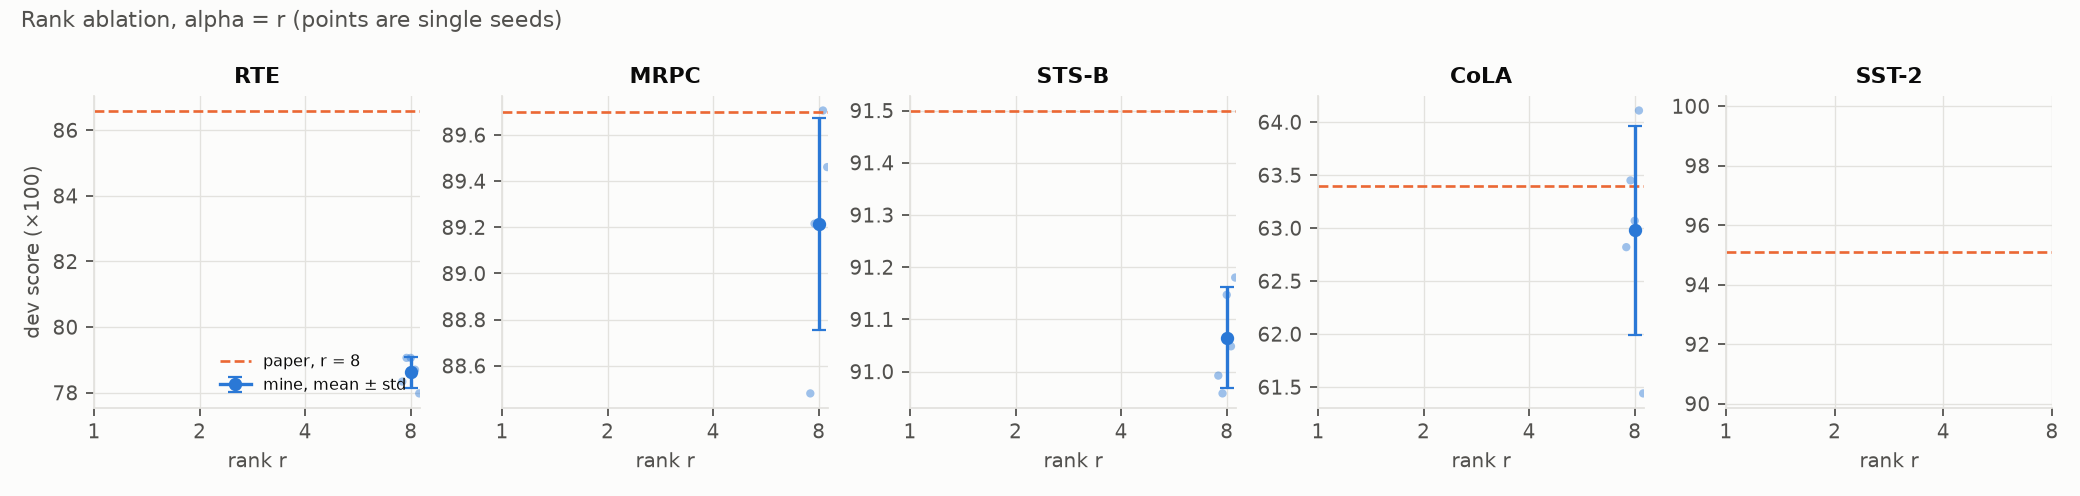 Rank ablation, alpha = r (points are single seeds)
RTE
dev score (×100)
86
84
82
80
78
paper, r = 8
mine, mean ± std
1 2 4 8
rank r
MRPC
89.6
89.4
89.2
89.0
88.8
88.6
1 2 4 8
rank r
STS-B
91.5
91.4
91.3
91.2
91.1
91.0
1 2 4 8
rank r
CoLA
64.0
63.5
63.0
62.5
62.0
61.5
1 2 4 8
rank r
SST-2
100
98
96
94
92
90
1 2 4 8
rank r